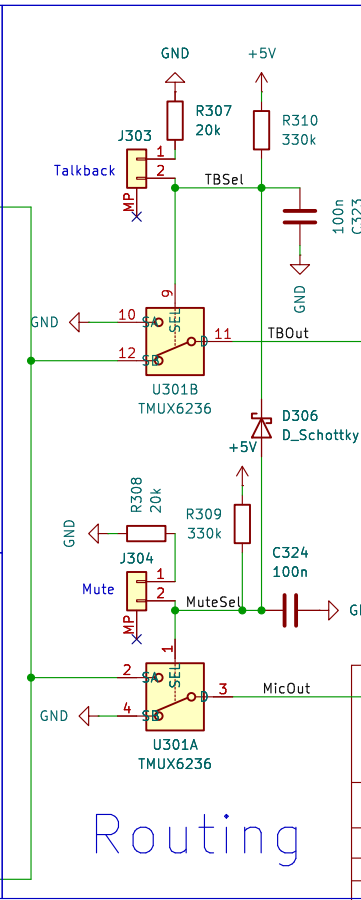 GND
+5V
R307
20k
R310
330k
J303
1
2
Talkback
MP
TBSel
100n
C323
GND
9
SEL
GND
10
SA
12
SB
D
11
TBOut
U301B
TMUX6236
D306
D_Schottky
+5V
R308
20k
R309
330k
GND
J304
1
2
Mute
MP
C324
100n
MuteSel
1
SEL
2
SA
GND
4
SB
D
3
MicOut
U301A
TMUX6236
Routing